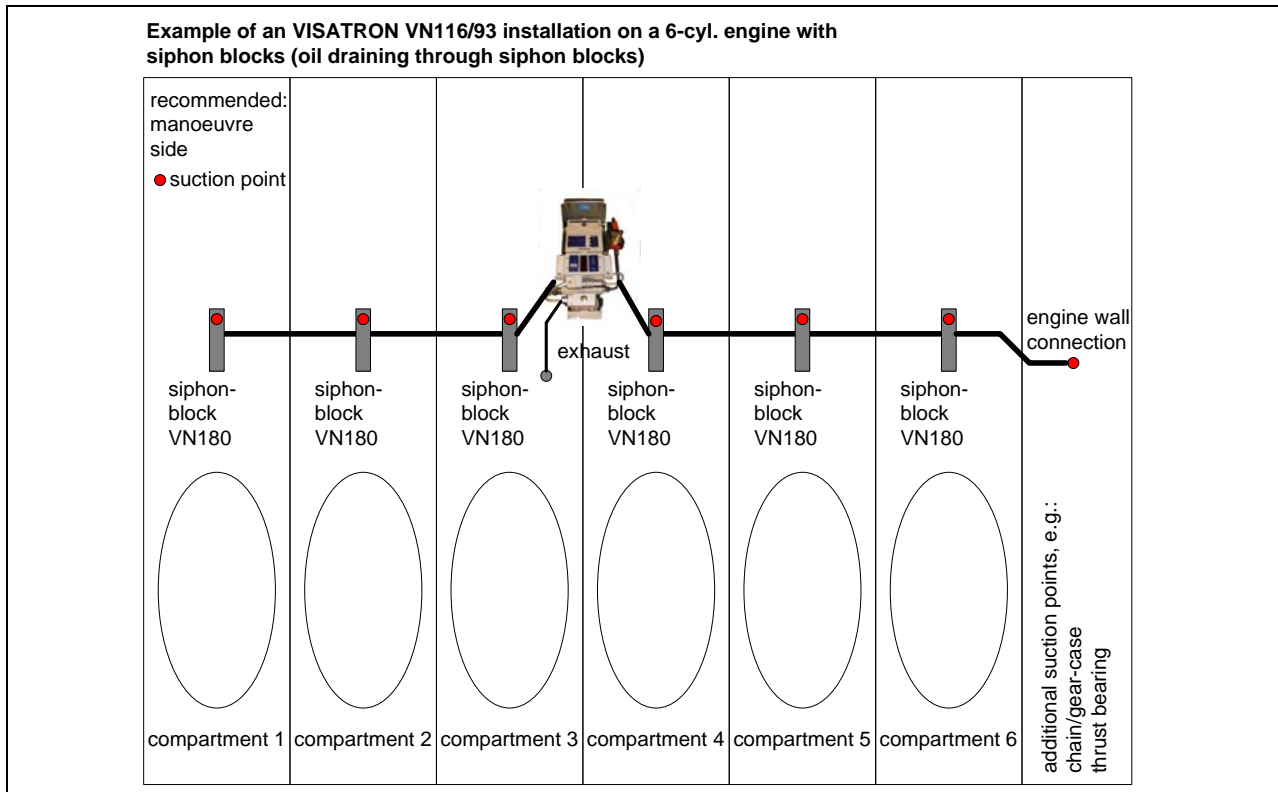 Example of an VISATRON VN116/93 installation on a 6-cyl. engine with
siphon blocks (oil draining through siphon blocks)
recommended:
manoeuvre
side
suction point
exhaust
engine wall
connection
siphon-
block
VN180
siphon-
block
VN180
siphon-
block
VN180
siphon-
block
VN180
siphon-
block
VN180
siphon-
block
VN180
compartment 1
compartment 2
compartment 3
compartment 4
compartment 5
compartment 6
additional suction points, e.g.:
chain/gear-case
thrust bearing